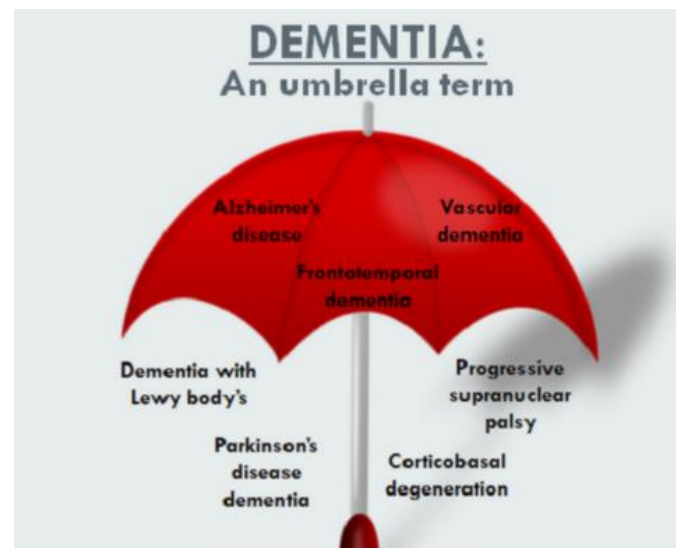 DEMENTIA:
An umbrella term
Alzheimer's
disease
Vascular
dementia
Frontotemporal
dementia
Dementia with
Lewy body's
Progressive
supranuclear
palsy
Parkinson's
disease
dementia
Corticobasal
degeneration